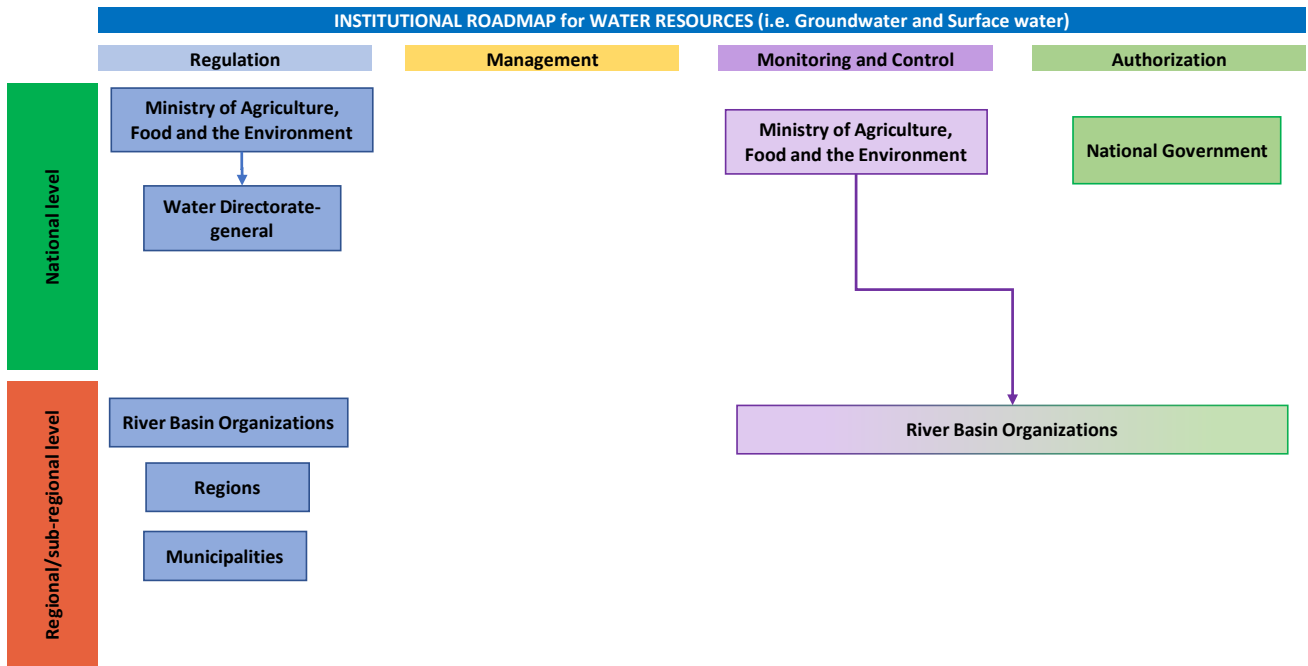 INSTITUTIONAL ROADMAP for WATER RESOURCES (i.e. Groundwater and Surface water)
Regulation
Management
Monitoring and Control
Authorization
National level
Ministry of Agriculture,
Food and the Environment
Water Directorate-
general
Ministry of Agriculture,
Food and the Environment
National Government
Regional/sub-regional level
River Basin Organizations
Regions
Municipalities
River Basin Organizations